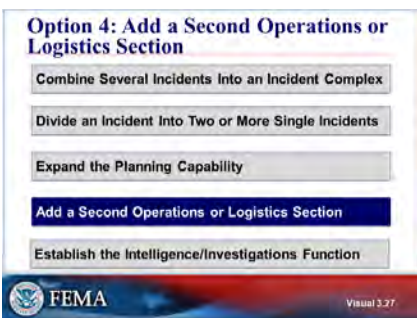 Option 4: Add a Second Operations or
Logistics Section
Combine Several Incidents Into an Incident Complex
Divide an Incident Into Two or More Single Incidents
Expand the Planning Capability
Add a Second Operations or Logistics Section
Establish the Intelligence/Investigations Function
FEMA
Visual 3.27